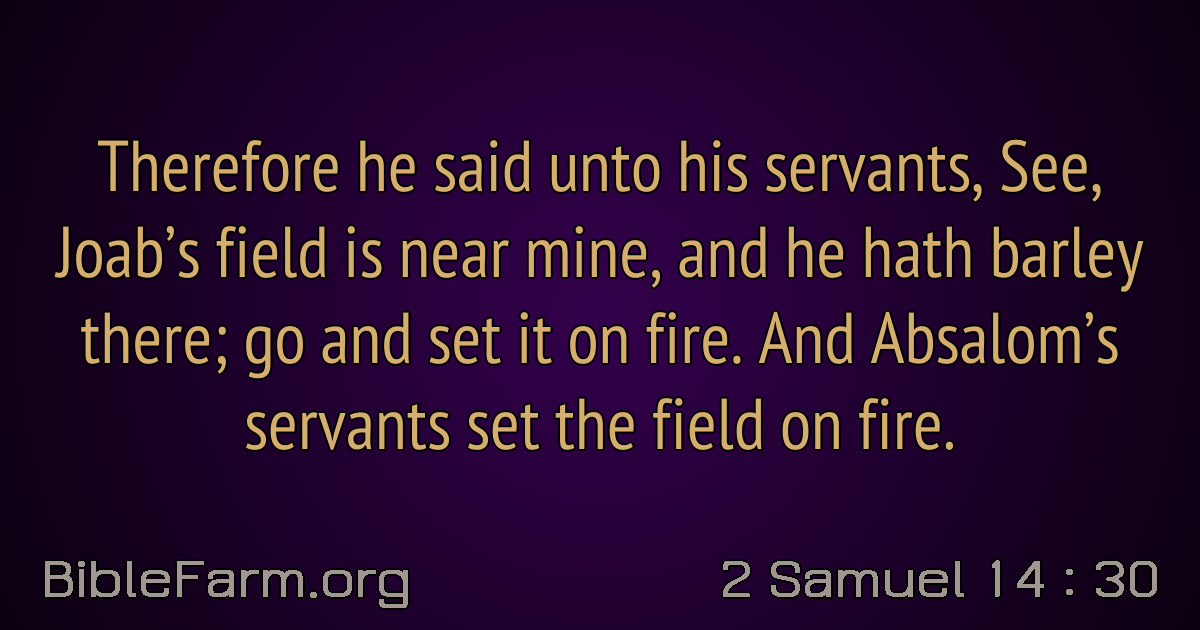 Therefore he said unto his servants, See,
Joab’s field is near mine, and he hath barley
there; go and set it on fire. And Absalom’s
servants set the field on fire.
BibleFarm.org
2 Samuel 14 : 30